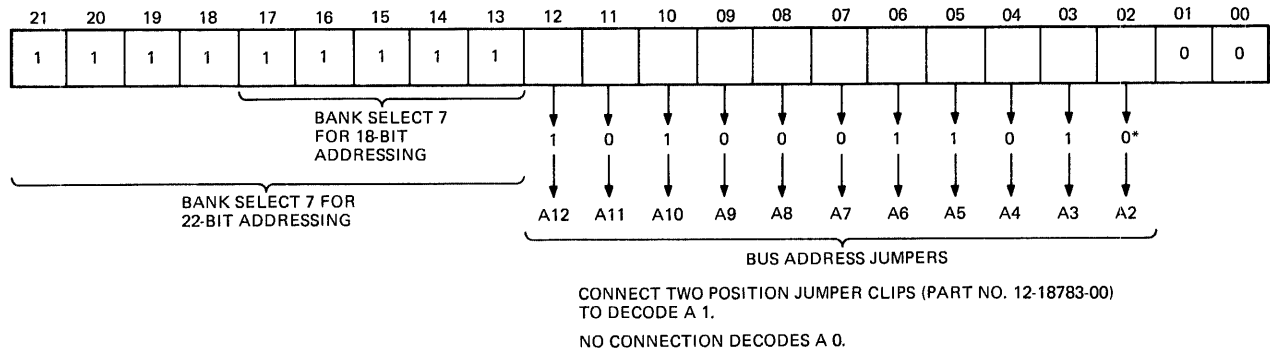 21 20 19 18 17 16 15 14 13 12 11 10 09 08 07 06 05 04 03 02 01 00
1 1 1 1 1 1 1 1 1 0 0
BANK SELECT 7
FOR 18-BIT
ADDRESSING
1 0 1 0 0 0 1 1 0 1 0*
BANK SELECT 7 FOR
22-BIT ADDRESSING
A12 A11 A10 A9 A8 A7 A6 A5 A4 A3 A2
BUS ADDRESS JUMPERS
CONNECT TWO POSITION JUMPER CLIPS (PART NO. 12-18783-00)
TO DECODE A 1.
NO CONNECTION DECODES A 0.